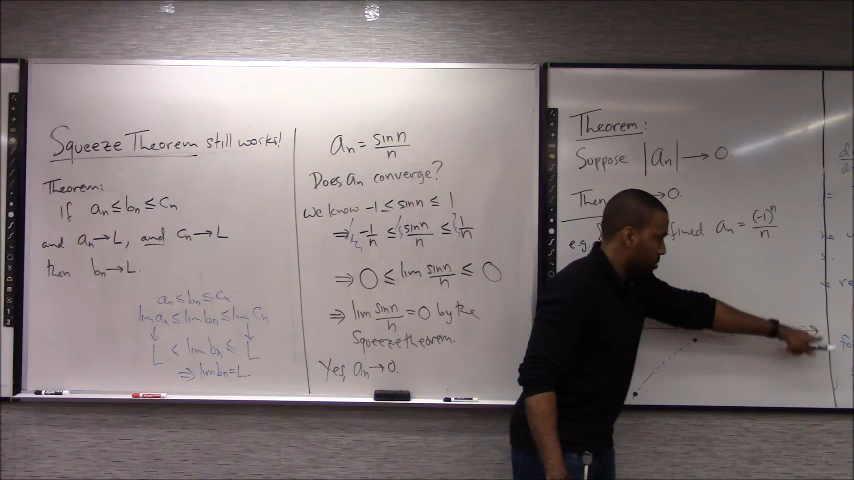 Squeeze Theorem still works!
Theorem:
If an ≤ bn ≤ cn
and an → L, and cn → L
then bn → L.
an ≤ bn ≤ cn
lim an ≤ lim bn ≤ lim cn
↓ ↓
L ≤ lim bn ≤ L
⇒ lim bn = L.
an = sin n / n
Does an converge?
we know -1 ≤ sin n ≤ 1
⇒ -1/n ≤ sin n / n ≤ 1/n
⇒ 0 ≤ lim sin n / n ≤ 0
⇒ lim sin n / n = 0 by the
Squeeze theorem.
Yes, an → 0.
Theorem:
Suppose |an| → 0.
Then → 0.
e.g. an = (-1)^n / n